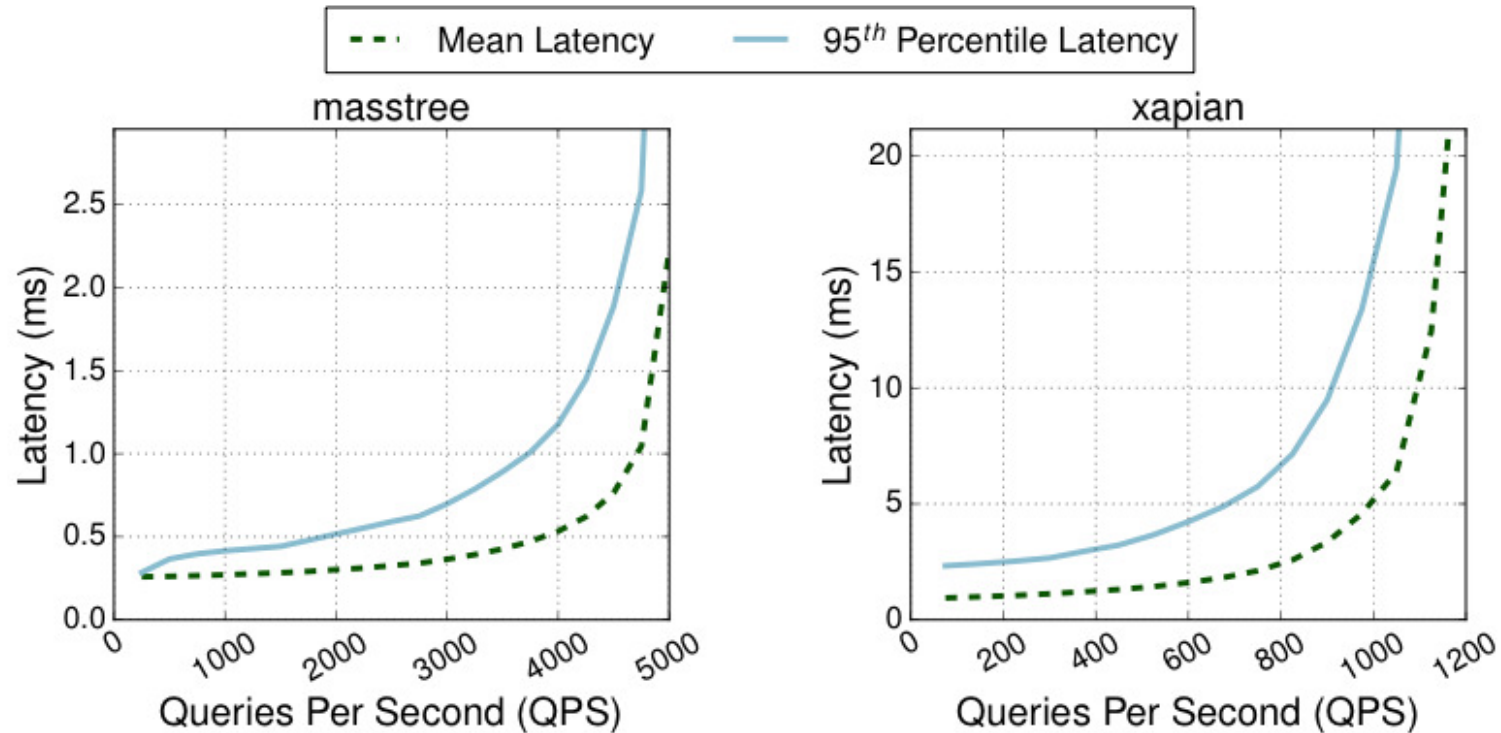 Mean Latency 95th Percentile Latency
masstree
Latency (ms)
2.5
2.0
1.5
1.0
0.5
0.0
0 1000 2000 3000 4000 5000
Queries Per Second (QPS)
xapian
Latency (ms)
20
15
10
5
0
0 200 400 600 800 1000 1200
Queries Per Second (QPS)